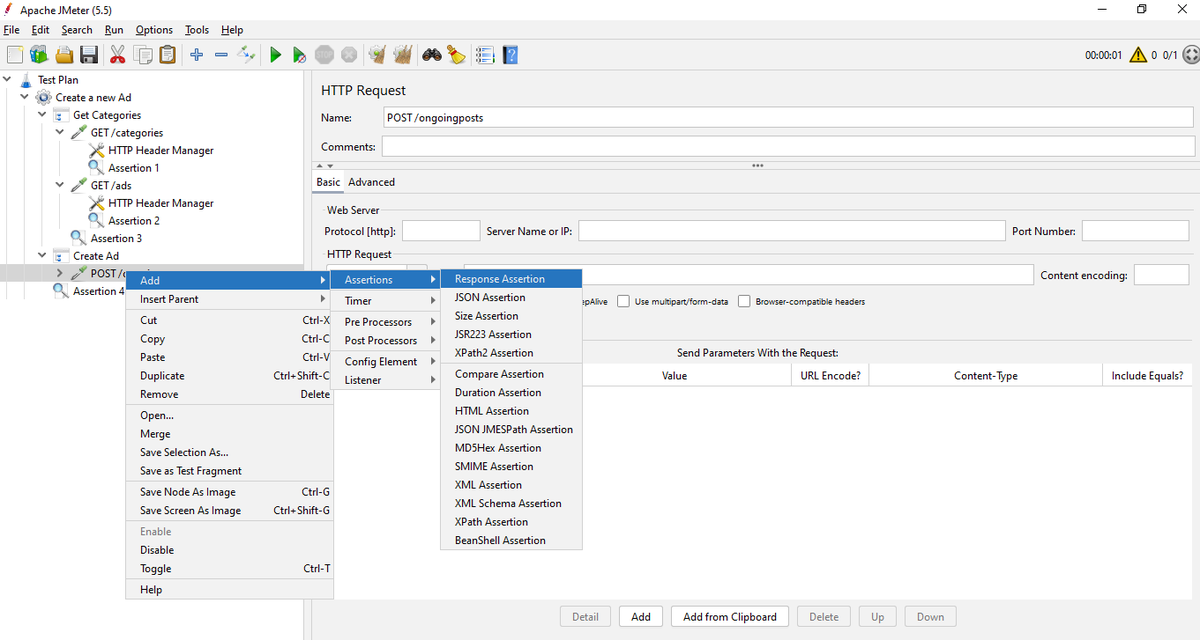 Apache JMeter (5.5)
File Edit Search Run Options Tools Help
00:00:01 0 0/1
Test Plan
Create a new Ad
Get Categories
GET /categories
HTTP Header Manager
Assertion 1
GET /ads
HTTP Header Manager
Assertion 2
Assertion 3
Create Ad
POST /
Assertion 4
HTTP Request
Name: POST /ongoingposts
Comments:
Basic Advanced
Web Server
Protocol [http]: Server Name or IP: Port Number:
HTTP Request
Content encoding:
Use multipart/form-data Browser-compatible headers
Send Parameters With the Request:
Value URL Encode? Content-Type Include Equals?
Detail Add Add from Clipboard Delete Up Down
Add
Insert Parent
Cut Ctrl-X
Copy Ctrl-C
Paste Ctrl-V
Duplicate Ctrl+Shift-C
Remove Delete
Open...
Merge
Save Selection As...
Save as Test Fragment
Save Node As Image Ctrl-G
Save Screen As Image Ctrl+Shift-G
Enable
Disable
Toggle Ctrl-T
Help
Assertions
Timer
Pre Processors
Post Processors
Config Element
Listener
Response Assertion
JSON Assertion
Size Assertion
JSR223 Assertion
XPath2 Assertion
Compare Assertion
Duration Assertion
HTML Assertion
JSON JMESPath Assertion
MD5Hex Assertion
SMIME Assertion
XML Assertion
XML Schema Assertion
XPath Assertion
BeanShell Assertion